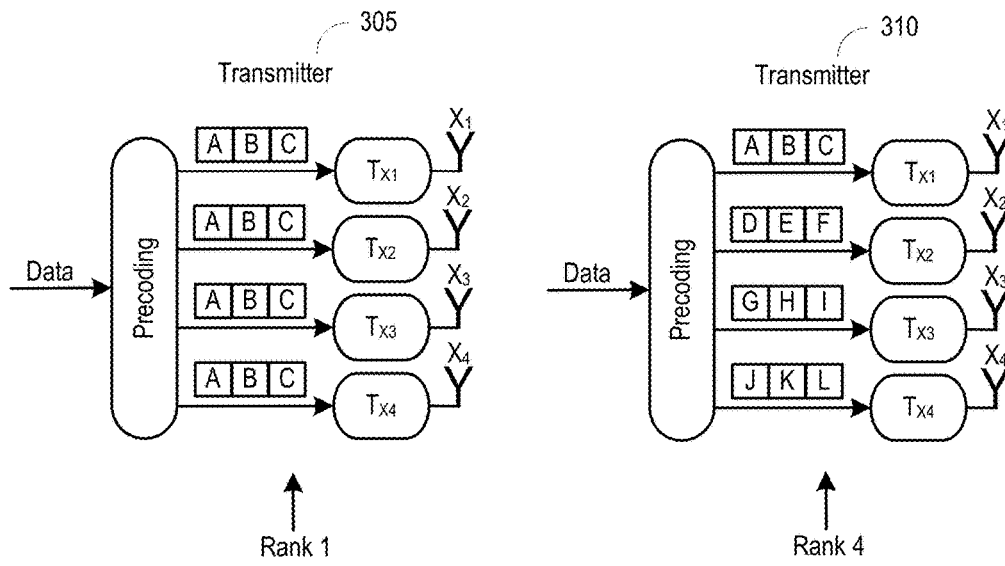 305
Transmitter
X1
A B C
TX1
X2
A B C
TX2
Data
Precoding
X3
A B C
TX3
X4
A B C
TX4
Rank 1
310
Transmitter
X1
A B C
TX1
X2
D E F
TX2
Data
Precoding
X3
G H I
TX3
X4
J K L
TX4
Rank 4